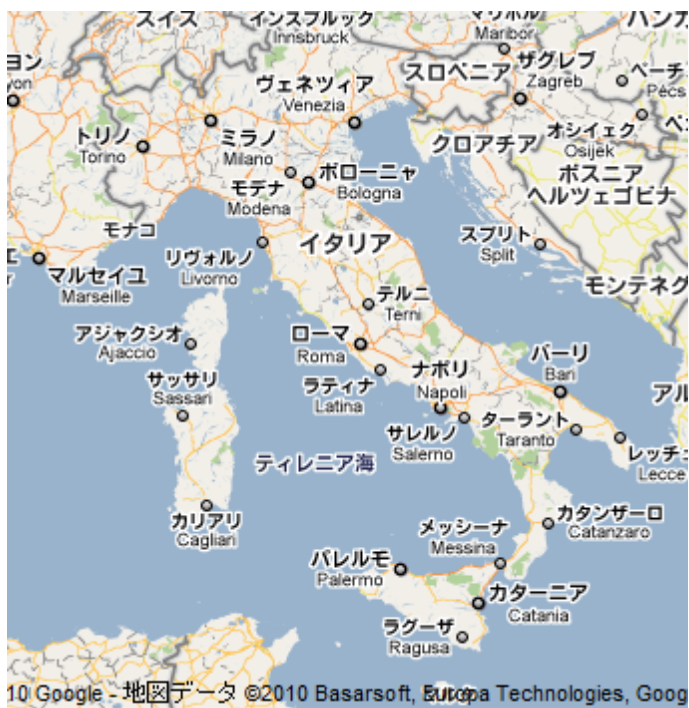 スイス
インスブルック
Innsbruck
マリボル
Maribor
ハンガ
ヨン
yon
ヴェネツィア
Venezia
スロベニア
ザグレブ
Zagreb
ペーチ
Pécs
トリノ
Torino
ミラノ
Milano
クロアチア
オシイェク
Osijek
ベ
モデナ
Modena
ボローニャ
Bologna
ボスニア
ヘルツェゴビナ
モナコ
イタリア
リヴォルノ
Livorno
スプリト
Split
マルセイユ
Marseille
モンテネグ
テルニ
Terni
アジャクシオ
Ajaccio
ローマ
Roma
ナポリ
Napoli
バーリ
Bari
サッサリ
Sassari
ラティナ
Latina
アル
サレルノ
Salerno
ターラント
Taranto
レッチェ
Lecce
ティレニア海
カリアリ
Cagliari
カタンザーロ
Catanzaro
メッシーナ
Messina
パレルモ
Palermo
カターニア
Catania
ラグーザ
Ragusa
10 Google - 地図データ ©2010 Basarsoft, Europa Technologies, Goog